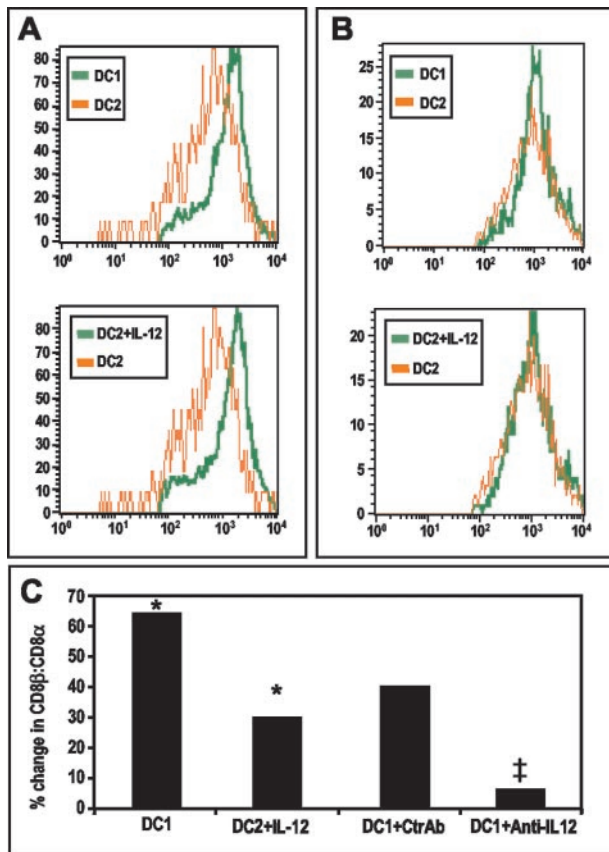 A
80
70
60
50
40
30
20
10
0
DC1
DC2
10⁰ 10¹ 10² 10³ 10⁴
80
70
60
50
40
30
20
10
0
DC2+IL-12
DC2
10⁰ 10¹ 10² 10³ 10⁴
B
25
20
15
10
5
0
DC1
DC2
10⁰ 10¹ 10² 10³ 10⁴
20
15
10
5
0
DC2+IL-12
DC2
10⁰ 10¹ 10² 10³ 10⁴
C
% change in CD8β:CD8α
70
60
50
40
30
20
10
0
*
*
‡
DC1 DC2+IL-12 DC1+CtrAb DC1+Anti-IL12